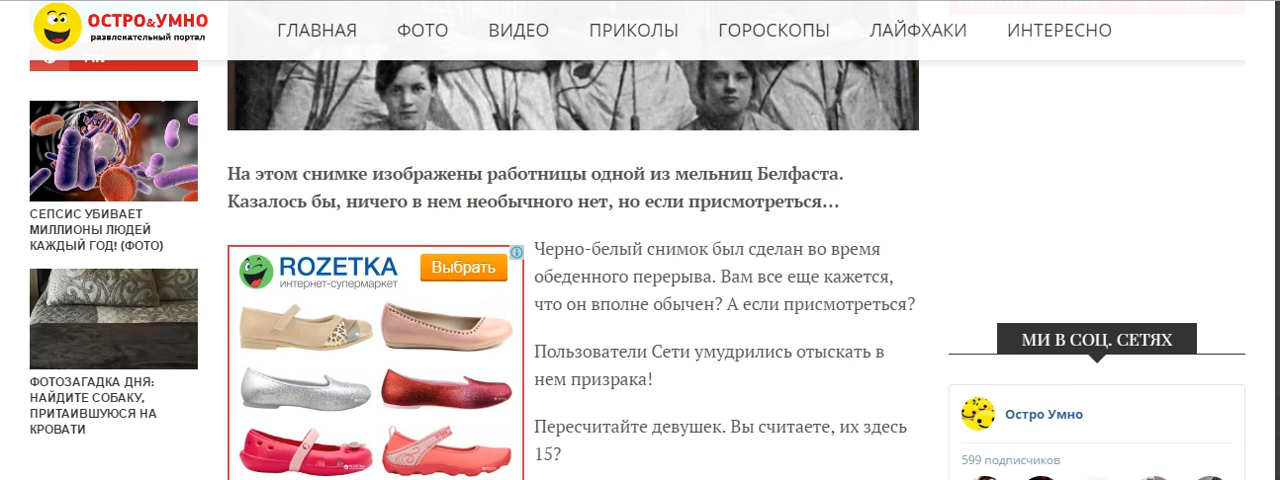 ОСТРО&УМНО
развлекательный портал
ГЛАВНАЯ
ФОТО
ВИДЕО
ПРИКОЛЫ
ГОРОСКОПЫ
ЛАЙФХАКИ
ИНТЕРЕСНО
СЕПСИС УБИВАЕТ
МИЛЛИОНЫ ЛЮДЕЙ
КАЖДЫЙ ГОД! (ФОТО)
ФОТОЗАГАДКА ДНЯ:
НАЙДИТЕ СОБАКУ,
ПРИТАИВШУЮСЯ НА
КРОВАТИ
На этом снимке изображены работницы одной из мельниц Белфаста.
Казалось бы, ничего в нем необычного нет, но если присмотреться…
ROZETKA
интернет-супермаркет
Выбрать
Черно-белый снимок был сделан во время
обеденного перерыва. Вам все еще кажется,
что он вполне обычен? А если присмотреться?
Пользователи Сети умудрились отыскать в
нем призрака!
Пересчитайте девушек. Вы считаете, их здесь
15?
МИ В СОЦ. СЕТЯХ
Остро Умно
599 подписчиков